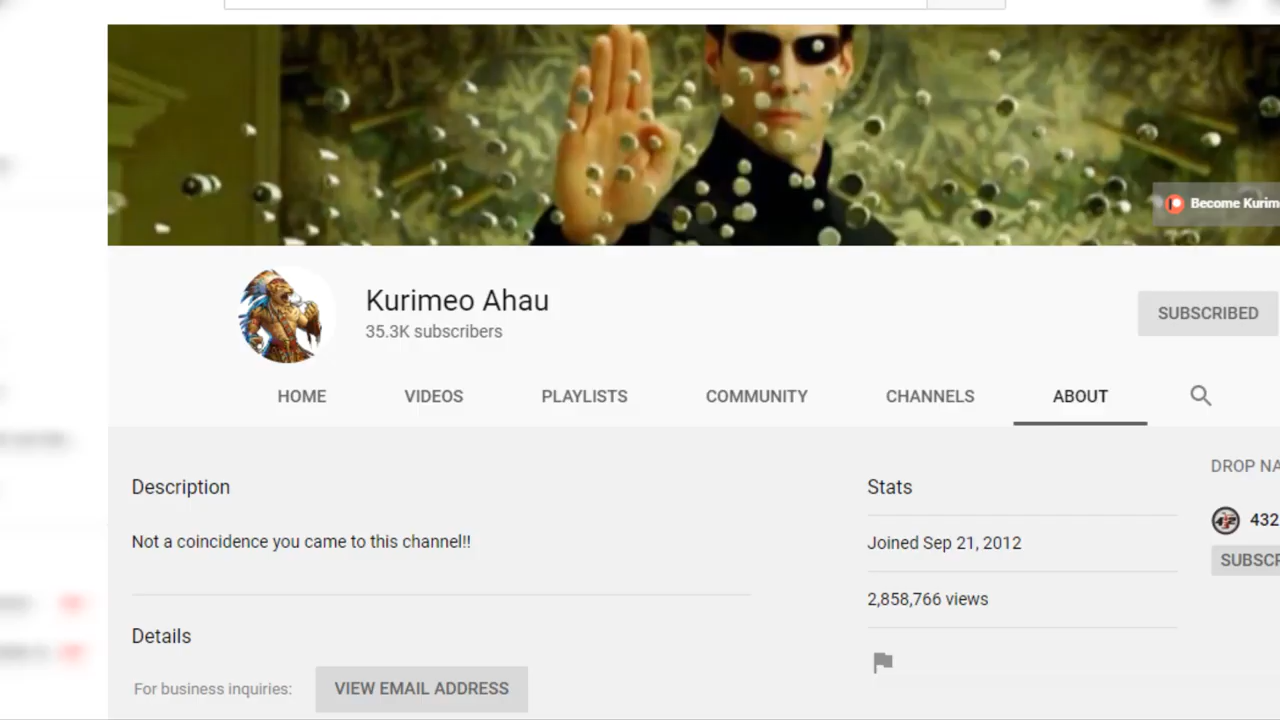 Become Kurim
Kurimeo Ahau
35.3K subscribers
SUBSCRIBED
HOME VIDEOS PLAYLISTS COMMUNITY CHANNELS ABOUT
Description
Not a coincidence you came to this channel!!
Details
For business inquiries: VIEW EMAIL ADDRESS
Stats
Joined Sep 21, 2012
2,858,766 views
DROP NA
432
SUBSCR